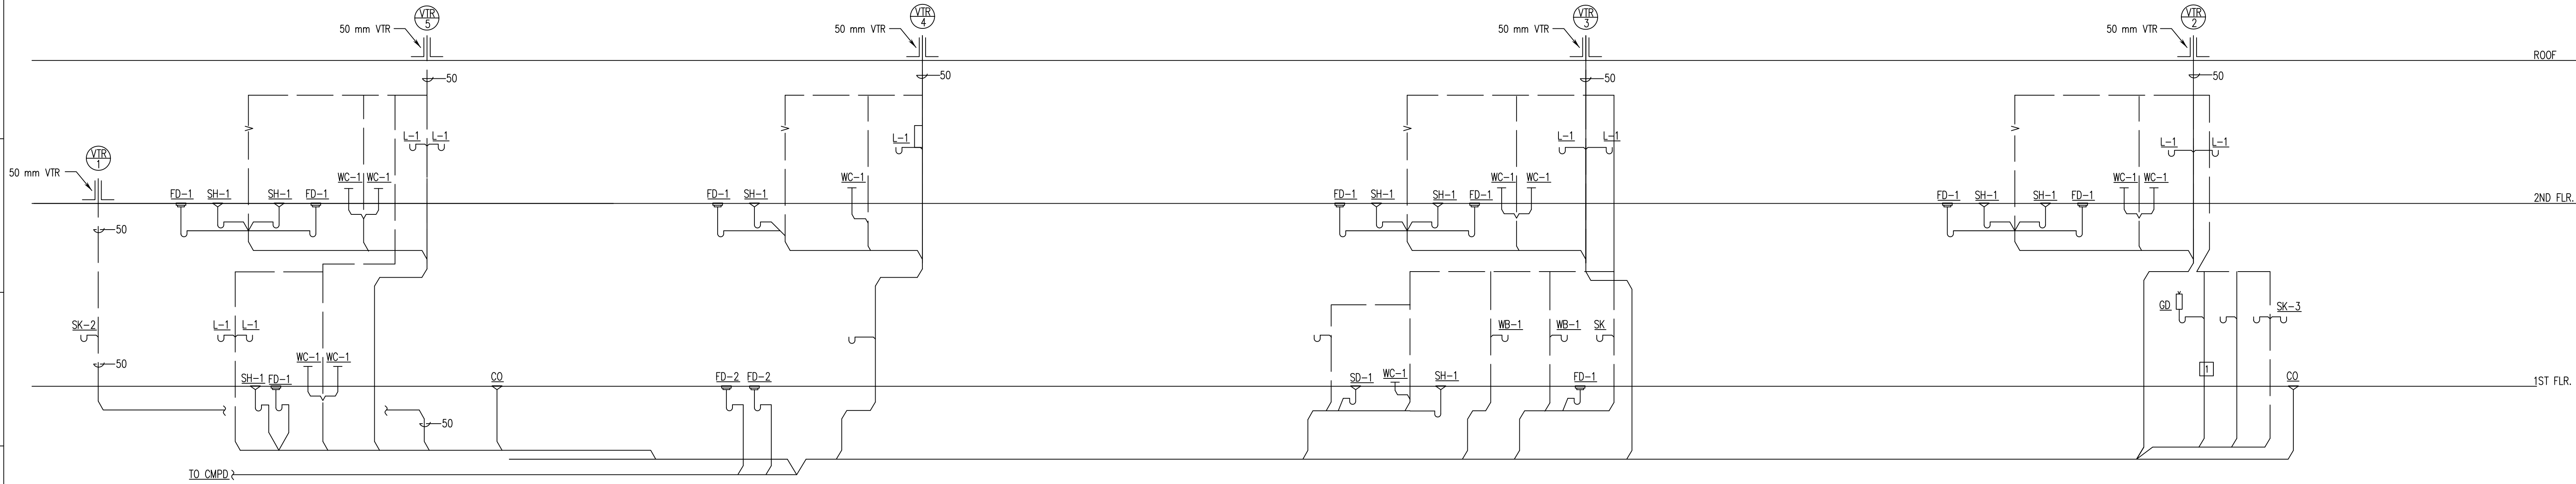 VTR
5
50 mm VTR
VTR
4
50 mm VTR
VTR
3
50 mm VTR
VTR
2
50 mm VTR
ROOF
50
50
50
50
L-1 L-1
L-1
L-1 L-1
L-1 L-1
VTR
1
50 mm VTR
FD-1 SH-1 SH-1 FD-1 WC-1 WC-1
FD-1 SH-1 WC-1
FD-1 SH-1 SH-1 FD-1 WC-1 WC-1
FD-1 SH-1 SH-1 FD-1 WC-1 WC-1
2ND FLR.
50
GD SK-3
SK-2 L-1 L-1
WB-1 WB-1 SK
50
WC-1 WC-1
1
SH-1 FD-1 CO
FD-2 FD-2
SD-1 WC-1 SH-1 FD-1
CO
1ST FLR.
50
TO CMPD